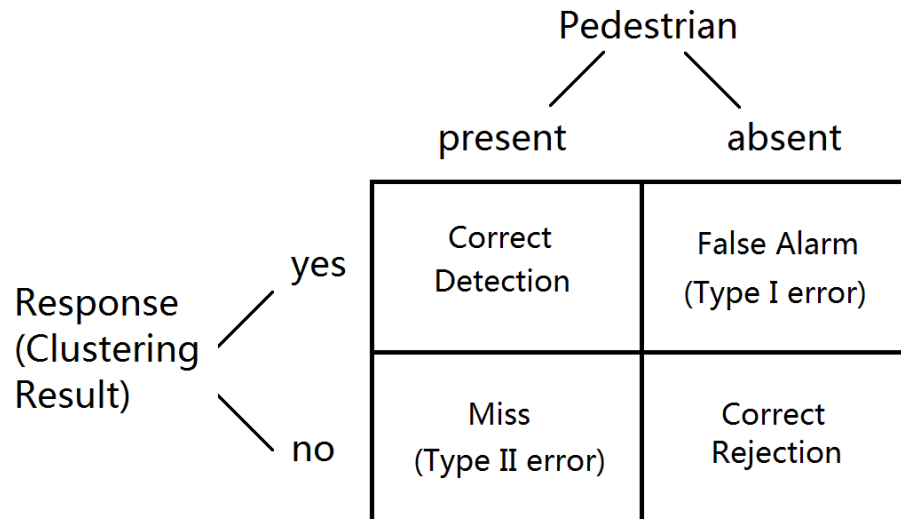 Pedestrian
present
absent
yes
Correct
Detection
False Alarm
(Type I error)
Response
(Clustering
Result)
no
Miss
(Type II error)
Correct
Rejection